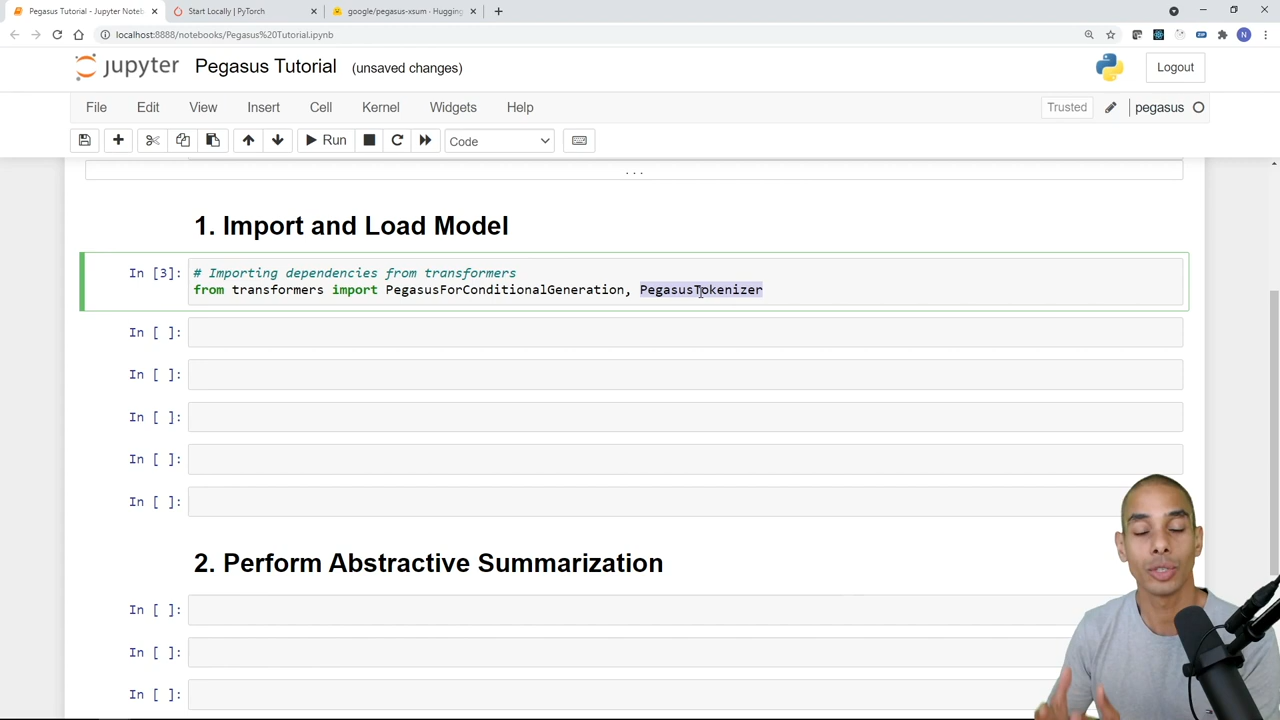 Pegasus Tutorial - Jupyter Noteb
Start Locally | PyTorch
google/pegasus-xsum · Hugging
localhost:8888/notebooks/Pegasus%20Tutorial.ipynb
N
jupyter Pegasus Tutorial (unsaved changes)
Logout
File Edit View Insert Cell Kernel Widgets Help
Trusted
pegasus
Run
Code
...
1. Import and Load Model
In [3]: # Importing dependencies from transformers
from transformers import PegasusForConditionalGeneration, PegasusTokenizer
In [ ]:
In [ ]:
In [ ]:
In [ ]:
In [ ]:
2. Perform Abstractive Summarization
In [ ]:
In [ ]:
In [ ]: